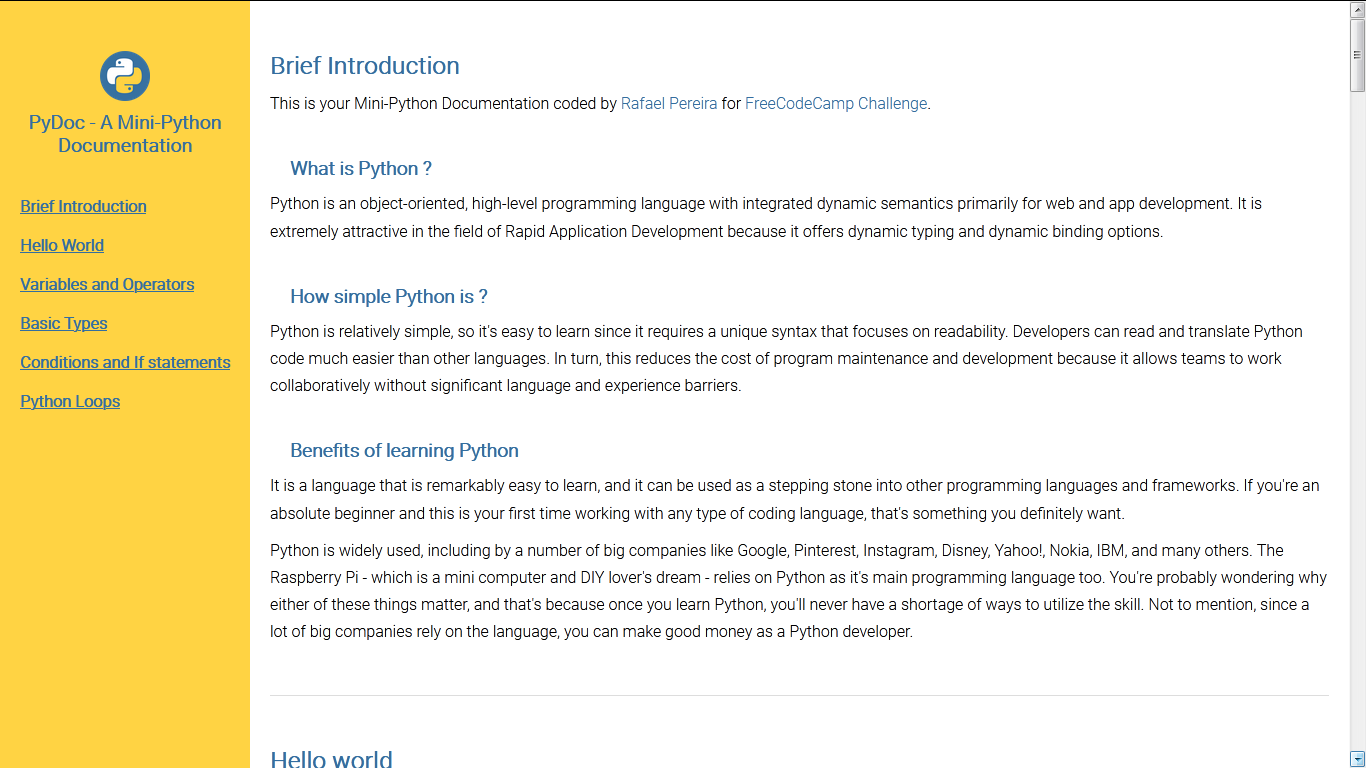 PyDoc - A Mini-Python
Documentation
Brief Introduction
Hello World
Variables and Operators
Basic Types
Conditions and If statements
Python Loops
Brief Introduction
This is your Mini-Python Documentation coded by Rafael Pereira for FreeCodeCamp Challenge.
What is Python ?
Python is an object-oriented, high-level programming language with integrated dynamic semantics primarily for web and app development. It is
extremely attractive in the field of Rapid Application Development because it offers dynamic typing and dynamic binding options.
How simple Python is ?
Python is relatively simple, so it's easy to learn since it requires a unique syntax that focuses on readability. Developers can read and translate Python
code much easier than other languages. In turn, this reduces the cost of program maintenance and development because it allows teams to work
collaboratively without significant language and experience barriers.
Benefits of learning Python
It is a language that is remarkably easy to learn, and it can be used as a stepping stone into other programming languages and frameworks. If you're an
absolute beginner and this is your first time working with any type of coding language, that's something you definitely want.
Python is widely used, including by a number of big companies like Google, Pinterest, Instagram, Disney, Yahoo!, Nokia, IBM, and many others. The
Raspberry Pi - which is a mini computer and DIY lover's dream - relies on Python as it's main programming language too. You're probably wondering why
either of these things matter, and that's because once you learn Python, you'll never have a shortage of ways to utilize the skill. Not to mention, since a
lot of big companies rely on the language, you can make good money as a Python developer.
Hello world